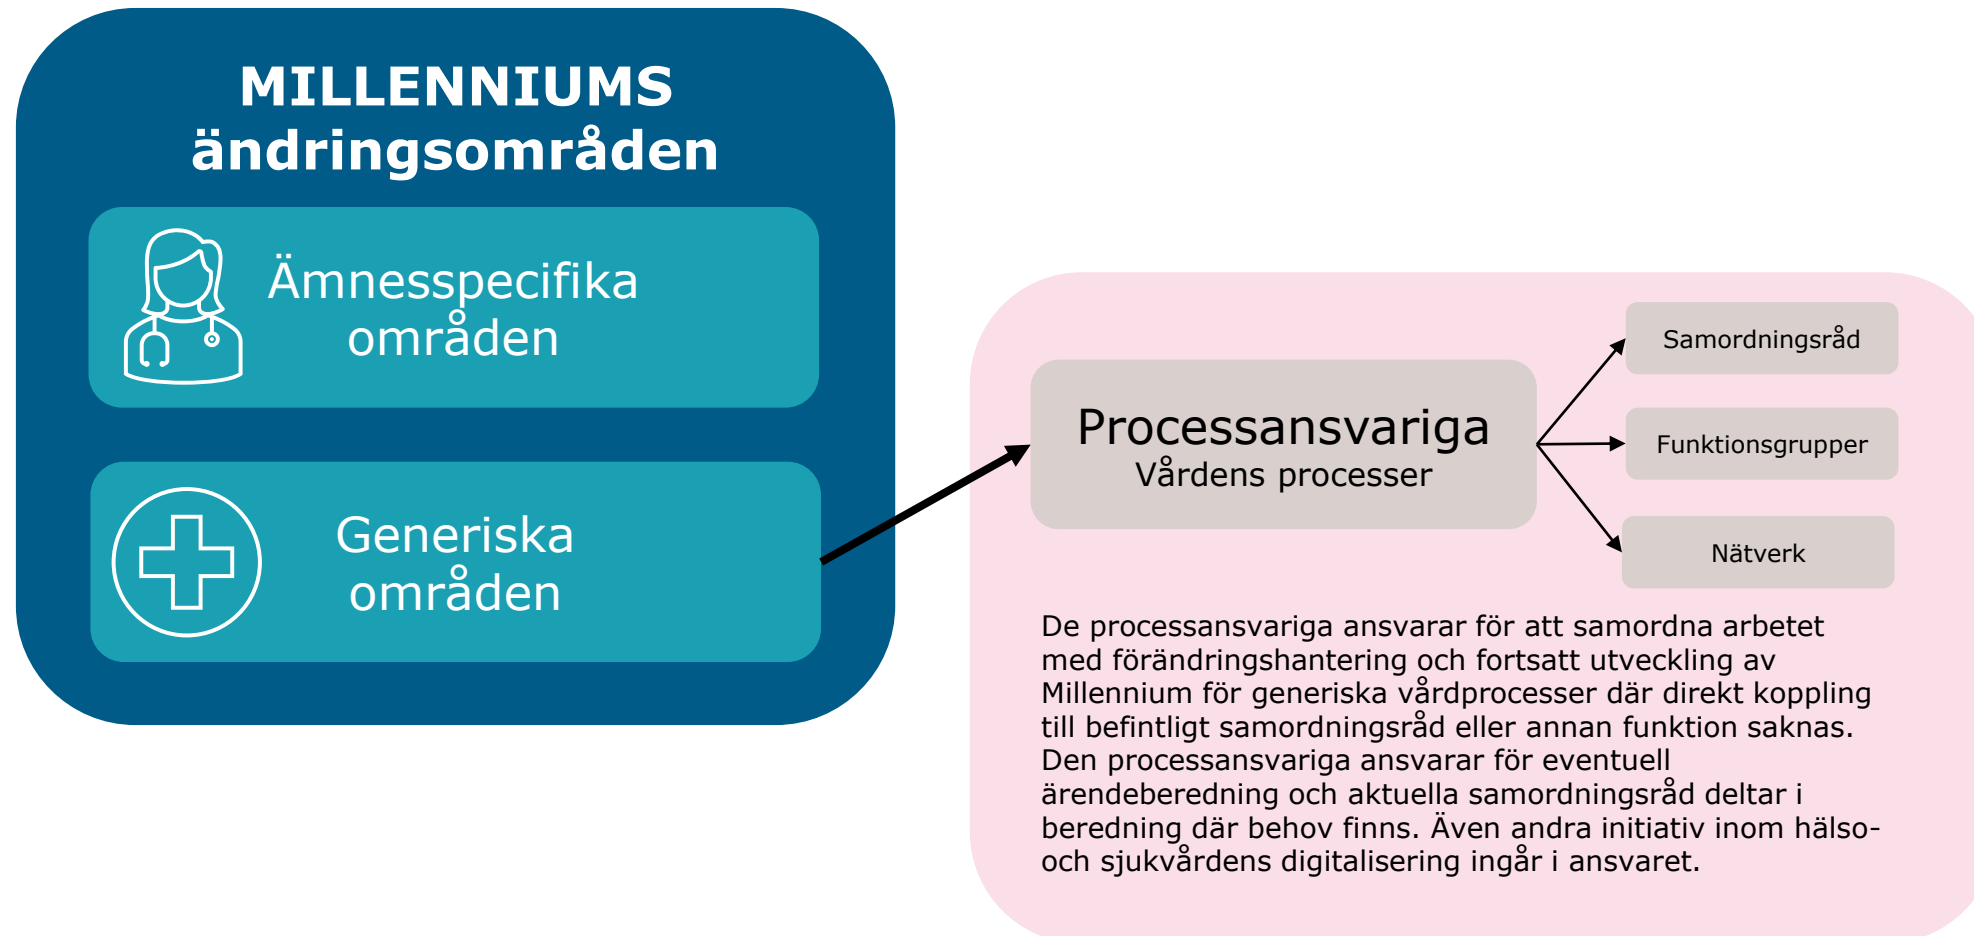 MILLENNIUMS
ändringsområden
Ämnesspecifika
områden
Generiska
områden
Processansvariga
Vårdens processer
Samordningsråd
Funktionsgrupper
Nätverk
De processansvariga ansvarar för att samordna arbetet
med förändringshantering och fortsatt utveckling av
Millennium för generiska vårdprocesser där direkt koppling
till befintligt samordningsråd eller annan funktion saknas.
Den processansvariga ansvarar för eventuell
ärendeberedning och aktuella samordningsråd deltar i
beredning där behov finns. Även andra initiativ inom hälso-
och sjukvårdens digitalisering ingår i ansvaret.